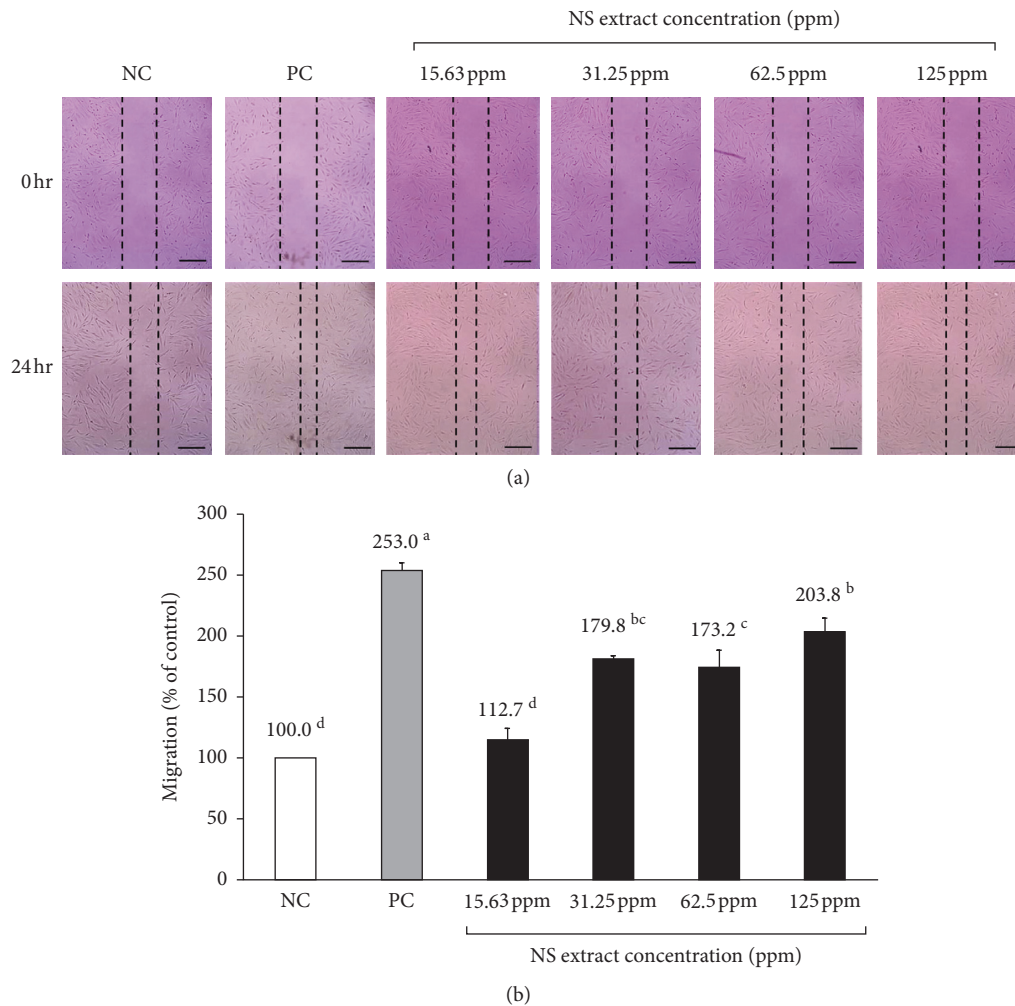 NS extract concentration (ppm)
NC PC 15.63 ppm 31.25 ppm 62.5 ppm 125 ppm
0 hr
24 hr
(a)
300
250
200
150
100
50
0
Migration (% of control)
100.0 d
253.0 a
112.7 d
179.8 bc
173.2 c
203.8 b
NC PC 15.63 ppm 31.25 ppm 62.5 ppm 125 ppm
NS extract concentration (ppm)
(b)